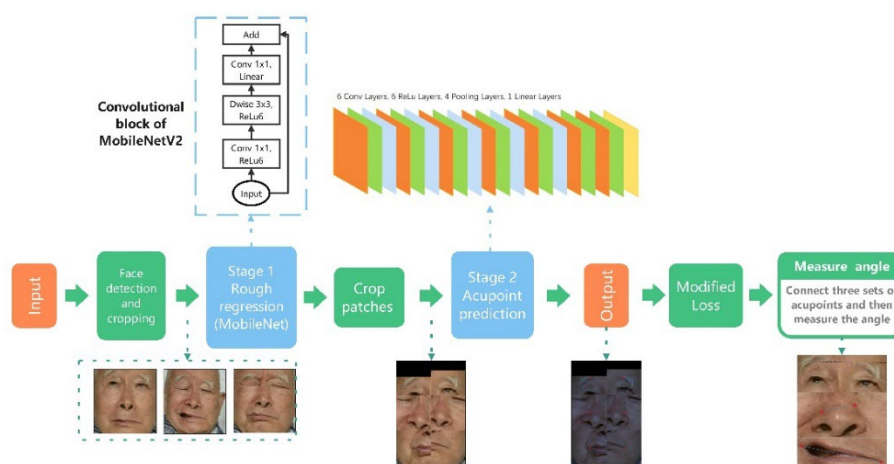 Add
Conv 1x1,
Linear
Dwise 3x3,
ReLu6
Conv 1x1,
ReLu6
Input
Convolutional
block of
MobileNetV2
6 Conv Layers, 6 ReLu Layers, 4 Pooling Layers, 1 Linear Layers
Input
Face
detection
and
cropping
Stage 1
Rough
regression
(MobileNet)
Crop
patches
Stage 2
Acupoint
prediction
Output
Modified
Loss
Measure angle
Connect three sets o
acupoints and then
measure the angle